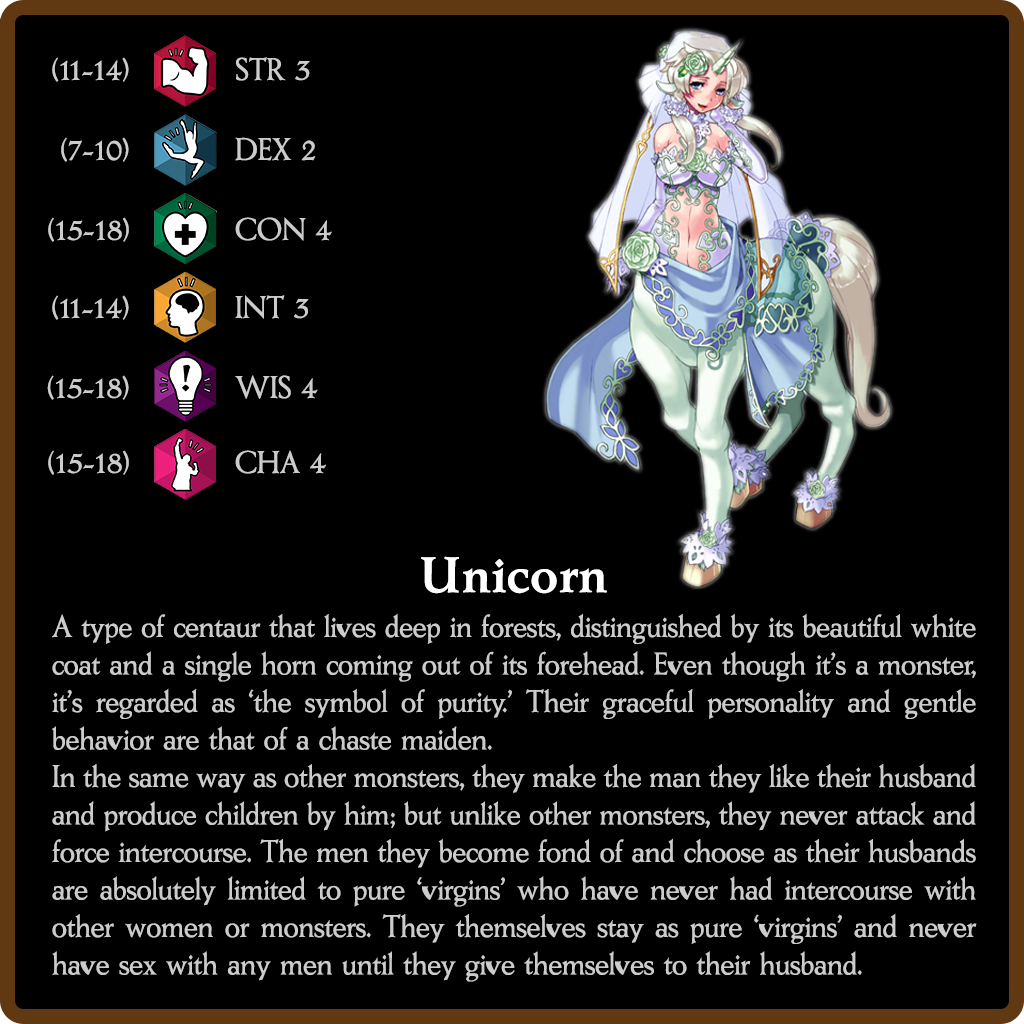 (11-14) STR 3
(7-10) DEX 2
(15-18) CON 4
(11-14) INT 3
(15-18) WIS 4
(15-18) CHA 4
Unicorn
A type of centaur that lives deep in forests, distinguished by its beautiful white
coat and a single horn coming out of its forehead. Even though it's a monster,
it's regarded as 'the symbol of purity.' Their graceful personality and gentle
behavior are that of a chaste maiden.
In the same way as other monsters, they make the man they like their husband
and produce children by him; but unlike other monsters, they never attack and
force intercourse. The men they become fond of and choose as their husbands
are absolutely limited to pure 'virgins' who have never had intercourse with
other women or monsters. They themselves stay as pure 'virgins' and never
have sex with any men until they give themselves to their husband.